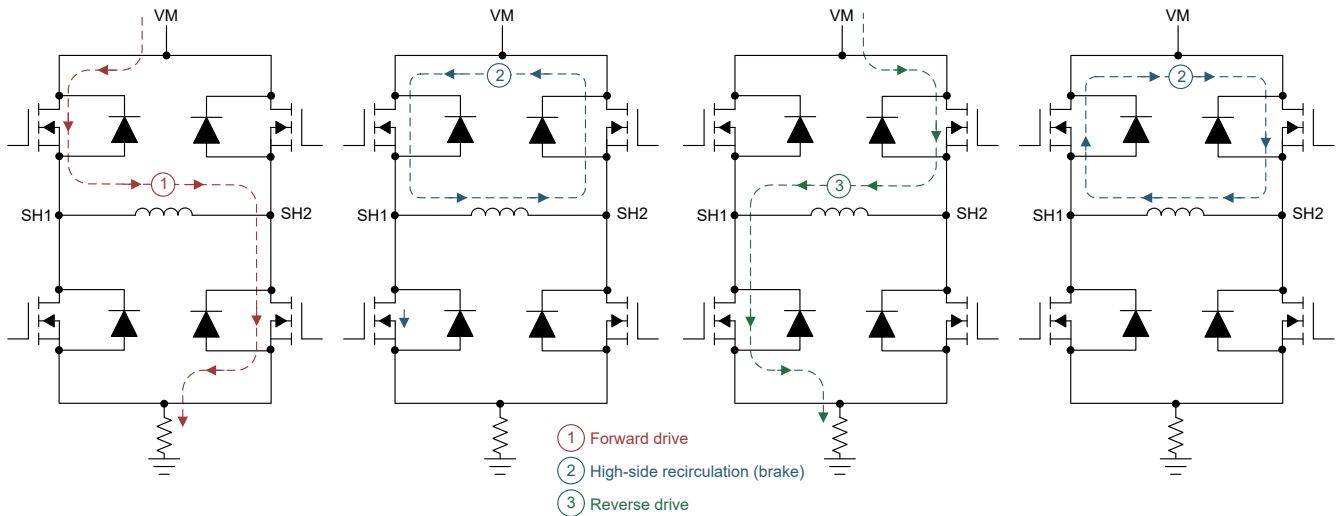 VM
VM
VM
VM
2
2
1
3
SH1
SH2
SH1
SH2
SH1
SH2
SH1
SH2
1 Forward drive
2 High-side recirculation (brake)
3 Reverse drive